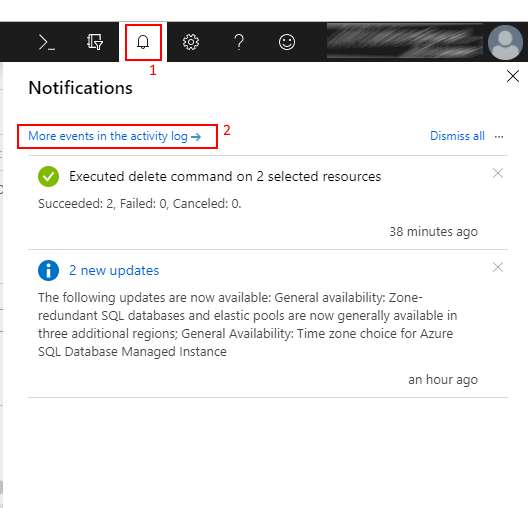 1
Notifications
More events in the activity log → 2
Dismiss all ...
Executed delete command on 2 selected resources
Succeeded: 2, Failed: 0, Canceled: 0.
38 minutes ago
2 new updates
The following updates are now available: General availability: Zone-
redundant SQL databases and elastic pools are now generally available in
three additional regions; General Availability: Time zone choice for Azure
SQL Database Managed Instance
an hour ago